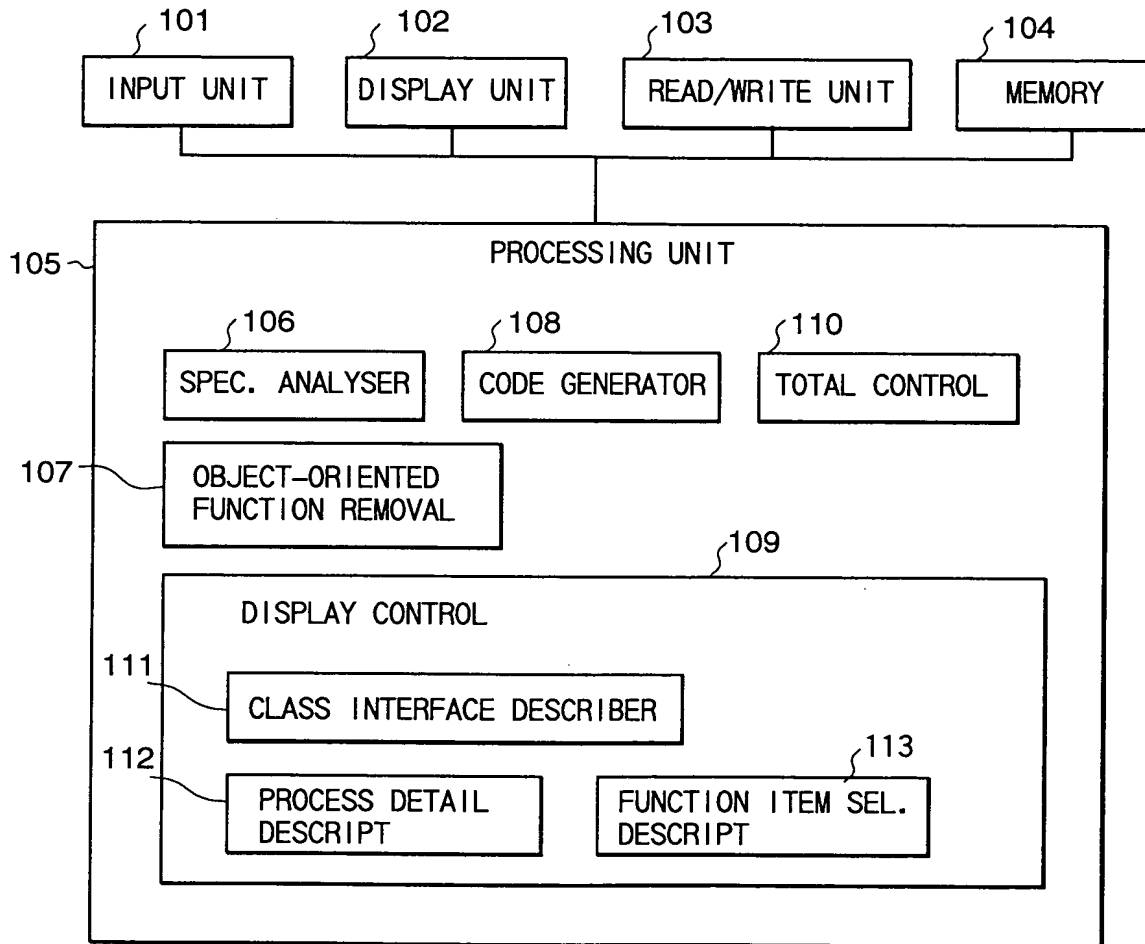 101
102
103
104
INPUT UNIT
DISPLAY UNIT
READ/WRITE UNIT
MEMORY
105
PROCESSING UNIT
106
108
110
SPEC. ANALYSER
CODE GENERATOR
TOTAL CONTROL
107
OBJECT-ORIENTED
FUNCTION REMOVAL
109
DISPLAY CONTROL
111
CLASS INTERFACE DESCRIBER
112
113
PROCESS DETAIL
DESCRIPT
FUNCTION ITEM SEL.
DESCRIPT